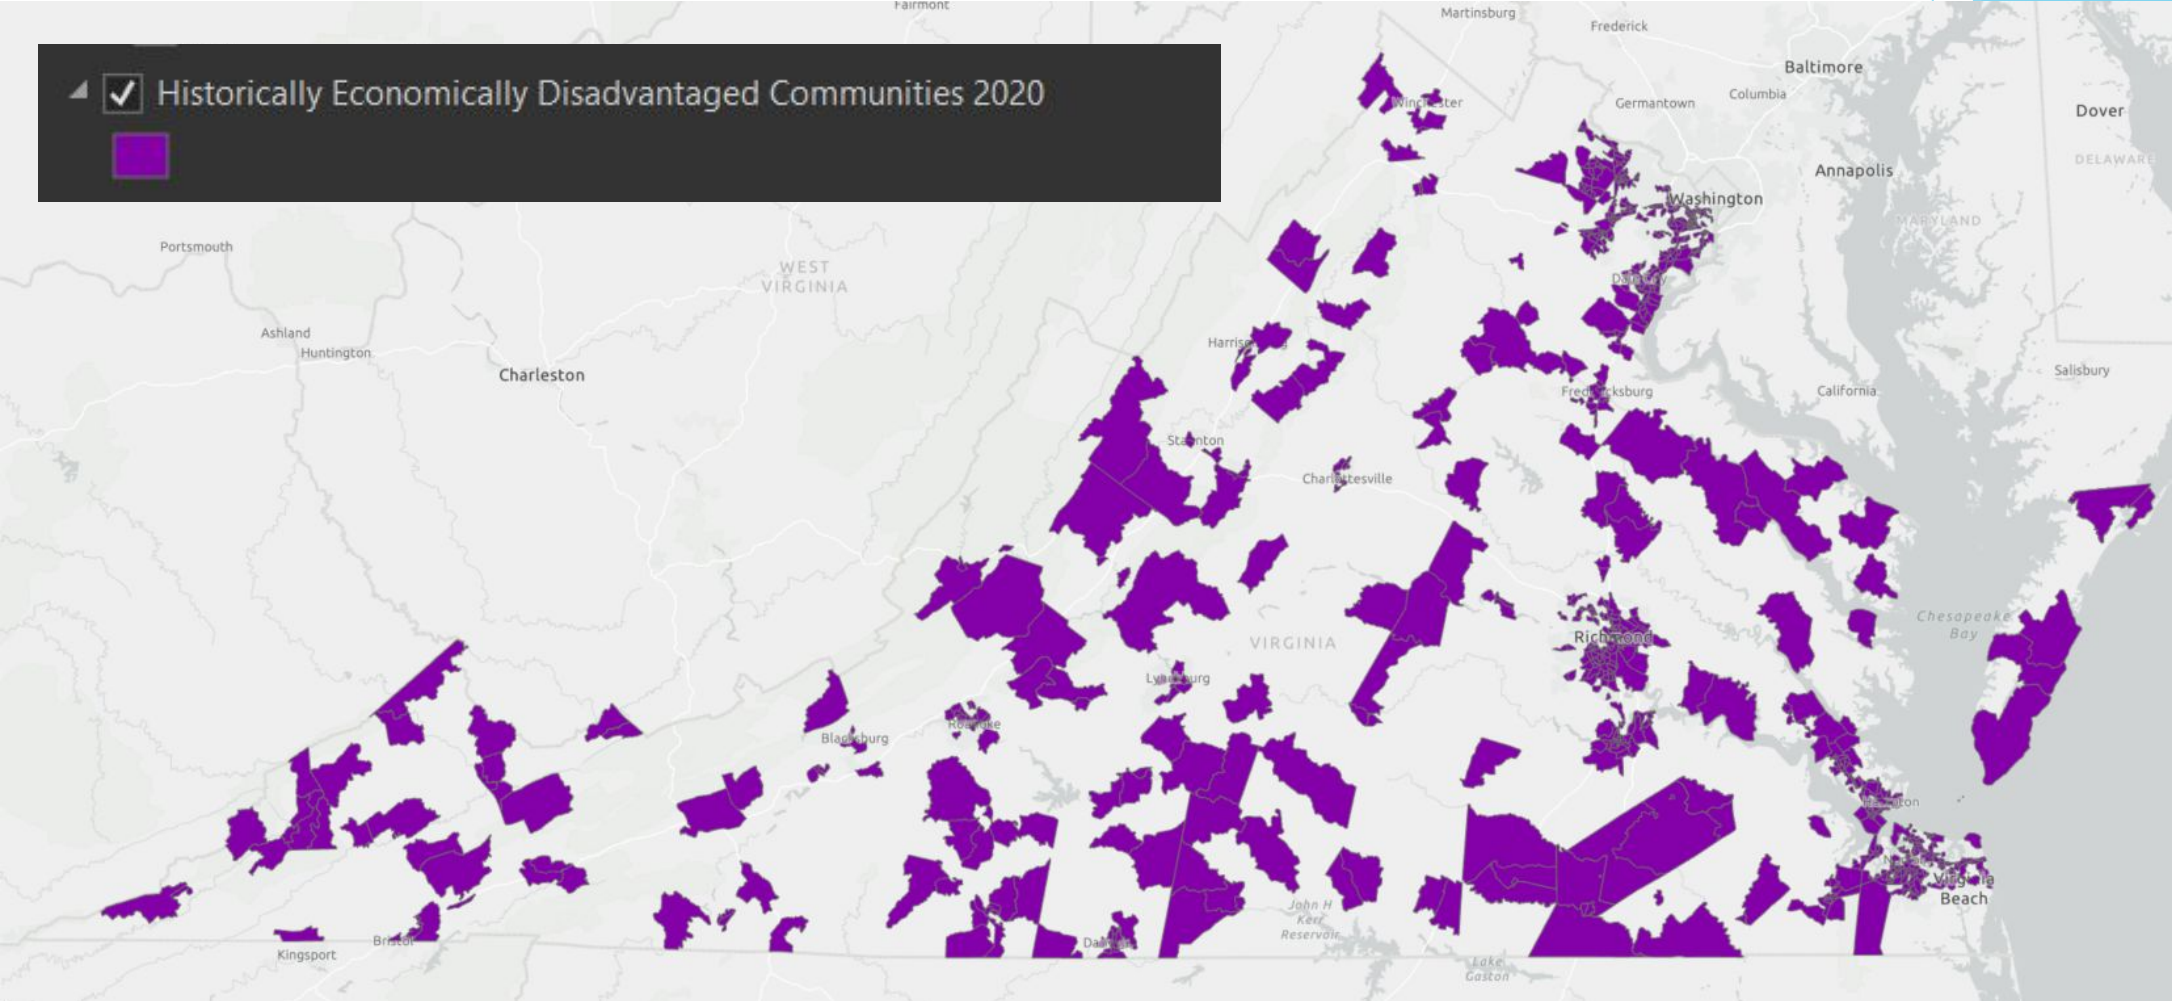 Fairmont
Martinsburg
Frederick
Baltimore
Historically Economically Disadvantaged Communities 2020
Columbia
Germantown
Winchester
Dover
DELAWARE
Annapolis
Washington
MARYLAND
Portsmouth
WEST
VIRGINIA
Ashland
Huntington
Charleston
Salisbury
California
Fredericksburg
Staunton
Charlottesville
Chesapeake
Bay
Richmond
VIRGINIA
Lynchburg
Roanoke
Blacksburg
Virginia
Beach
John H
Kerr
Reservoir
Bristol
Kingsport
Lake
Gaston